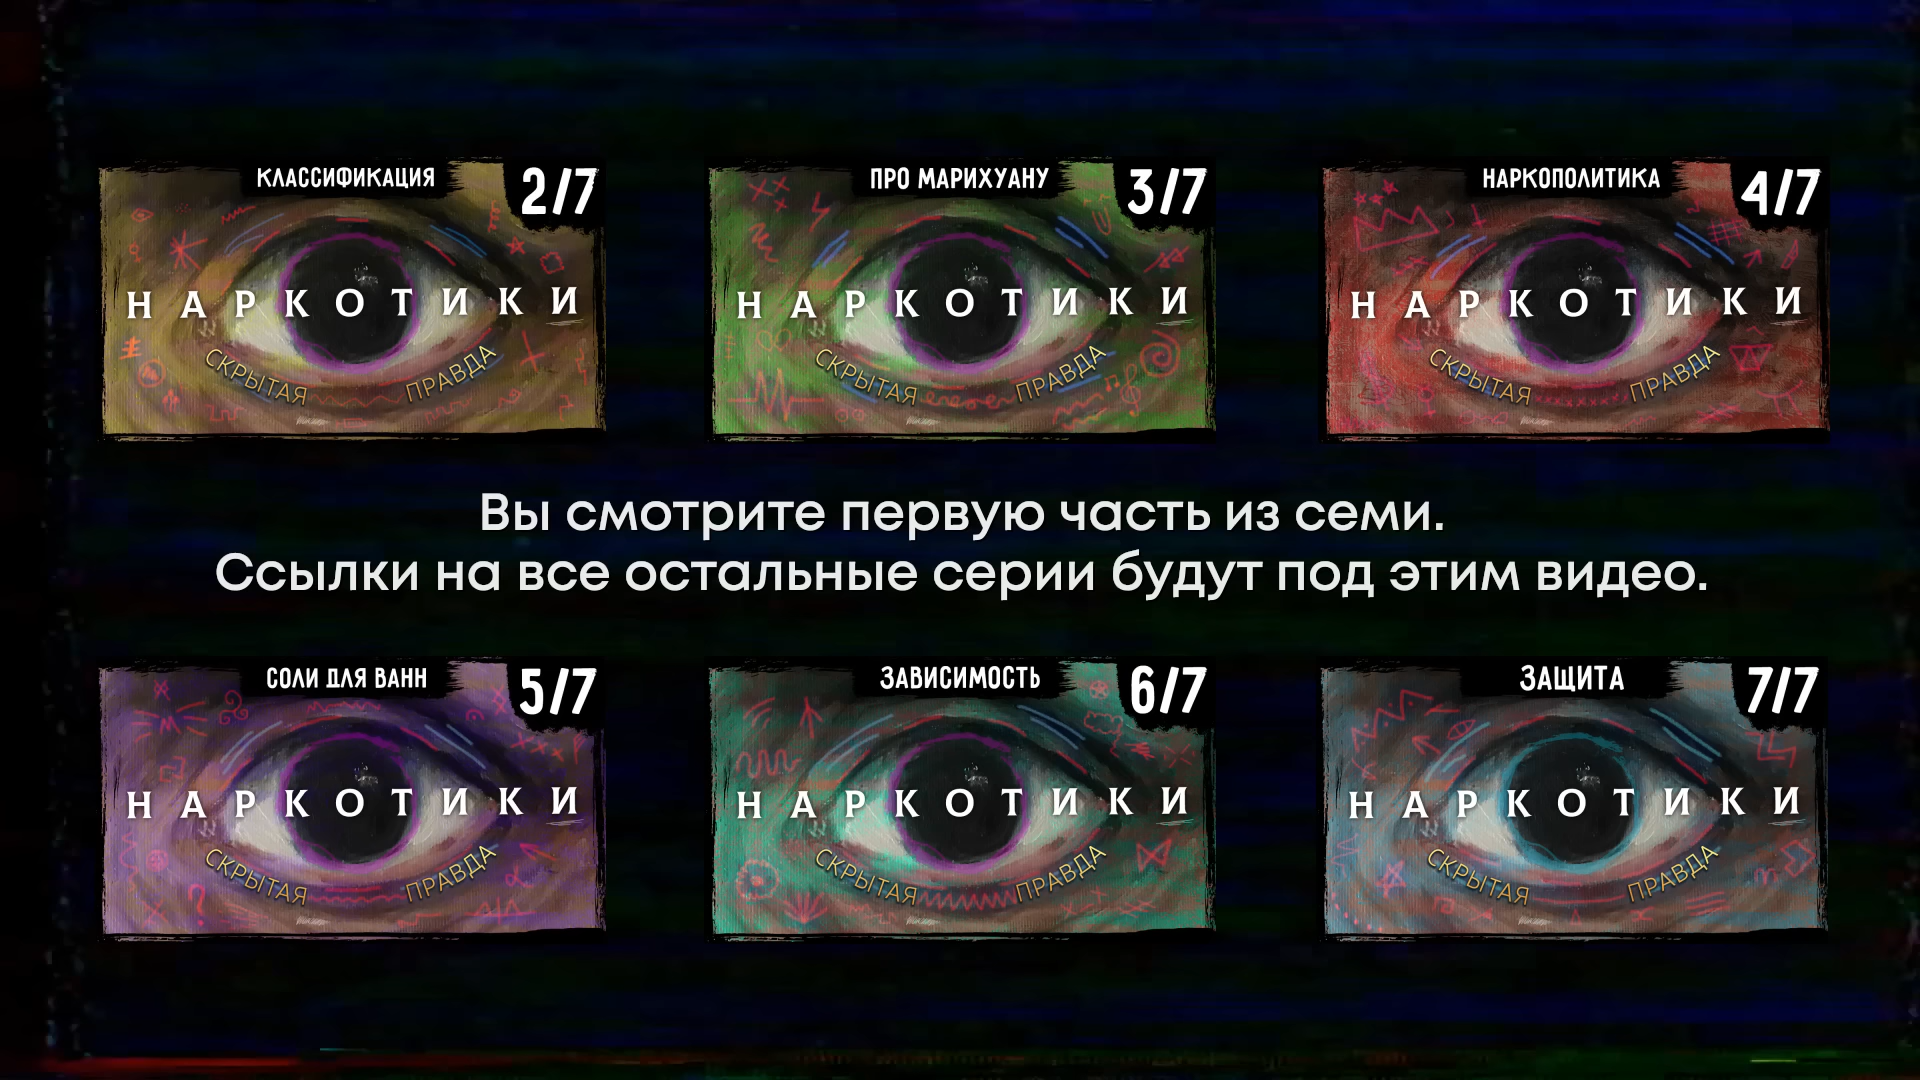 КЛАССИФИКАЦИЯ
2/7
НАРКОТИКИ
СКРЫТАЯ ПРАВДА
ПРО МАРИХУАНУ
3/7
НАРКОТИКИ
СКРЫТАЯ ПРАВДА
НАРКОПОЛИТИКА
4/7
НАРКОТИКИ
СКРЫТАЯ ПРАВДА
Вы смотрите первую часть из семи.
Ссылки на все остальные серии будут под этим видео.
СОЛИ ДЛЯ ВАНН
5/7
НАРКОТИКИ
СКРЫТАЯ ПРАВДА
ЗАВИСИМОСТЬ
6/7
НАРКОТИКИ
СКРЫТАЯ ПРАВДА
ЗАЩИТА
7/7
НАРКОТИКИ
СКРЫТАЯ ПРАВДА